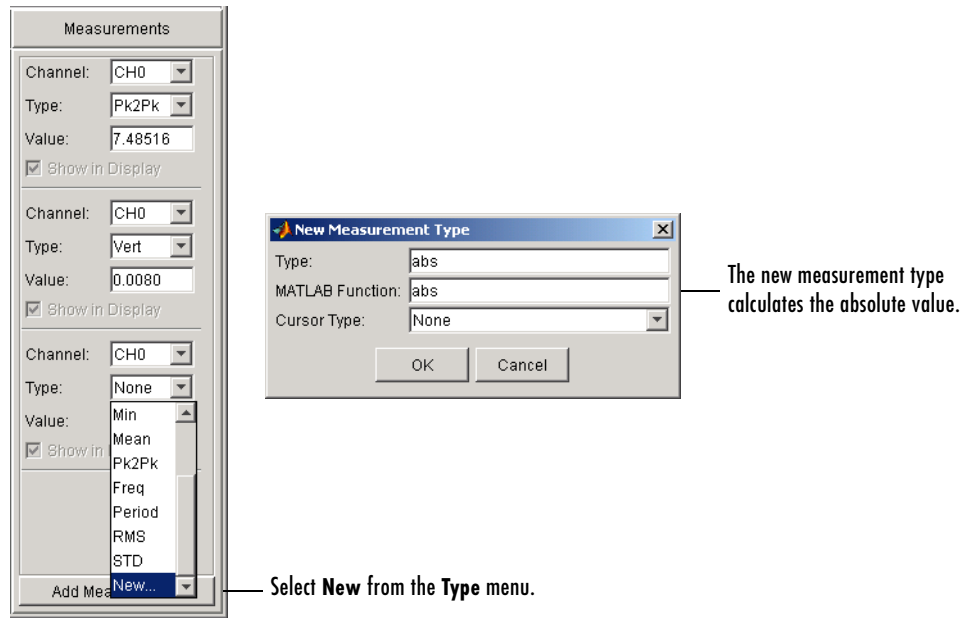 Measurements
Channel: CH0
Type: Pk2Pk
Value: 7.48516
Show in Display
Channel: CH0
Type: Vert
Value: 0.0080
Show in Display
Channel: CH0
Type: None
Value:
Show in
Min
Mean
Pk2Pk
Freq
Period
RMS
STD
New...
Add Mea
New Measurement Type
Type: abs
MATLAB Function: abs
Cursor Type: None
OK Cancel
The new measurement type
calculates the absolute value.
Select New from the Type menu.